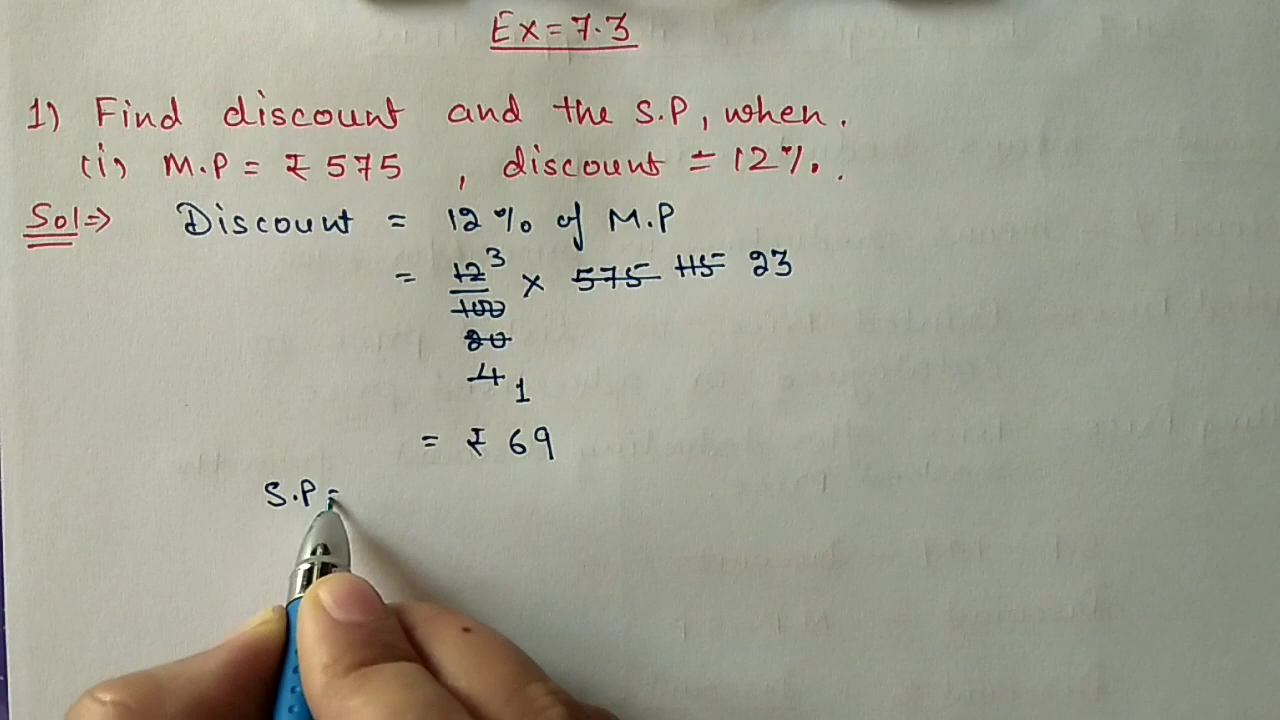 Ex = 7.3
1) Find discount and the S.P, when.
(i) M.P = ₹ 575 , discount = 12%.
Sol ⇒ Discount = 12% of M.P
= 12 3 × 575 115 23
100
20
4 1
= ₹ 69
S.P =